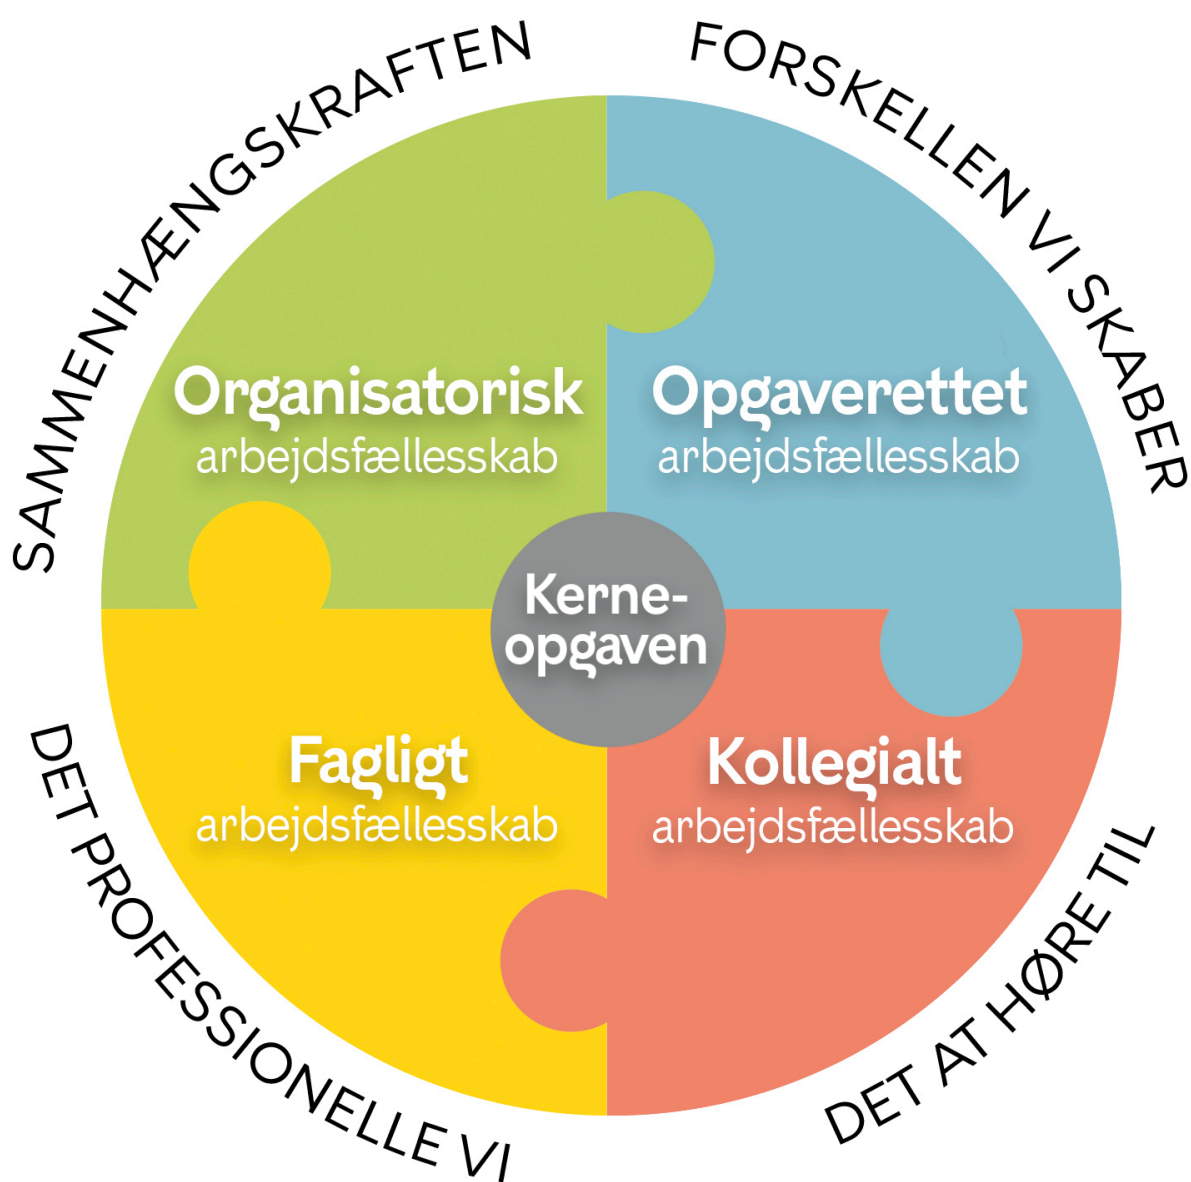 SAMMENHÆNGSKRAFTEN
FORSKELLEN VI SKABER
Organisatorisk
arbejdsfællesskab
Opgaverettet
arbejdsfællesskab
Kerne-
opgaven
Fagligt
arbejdsfællesskab
Kollegialt
arbejdsfællesskab
DET PROFESSIONELLE VI
DET AT HØRE TIL